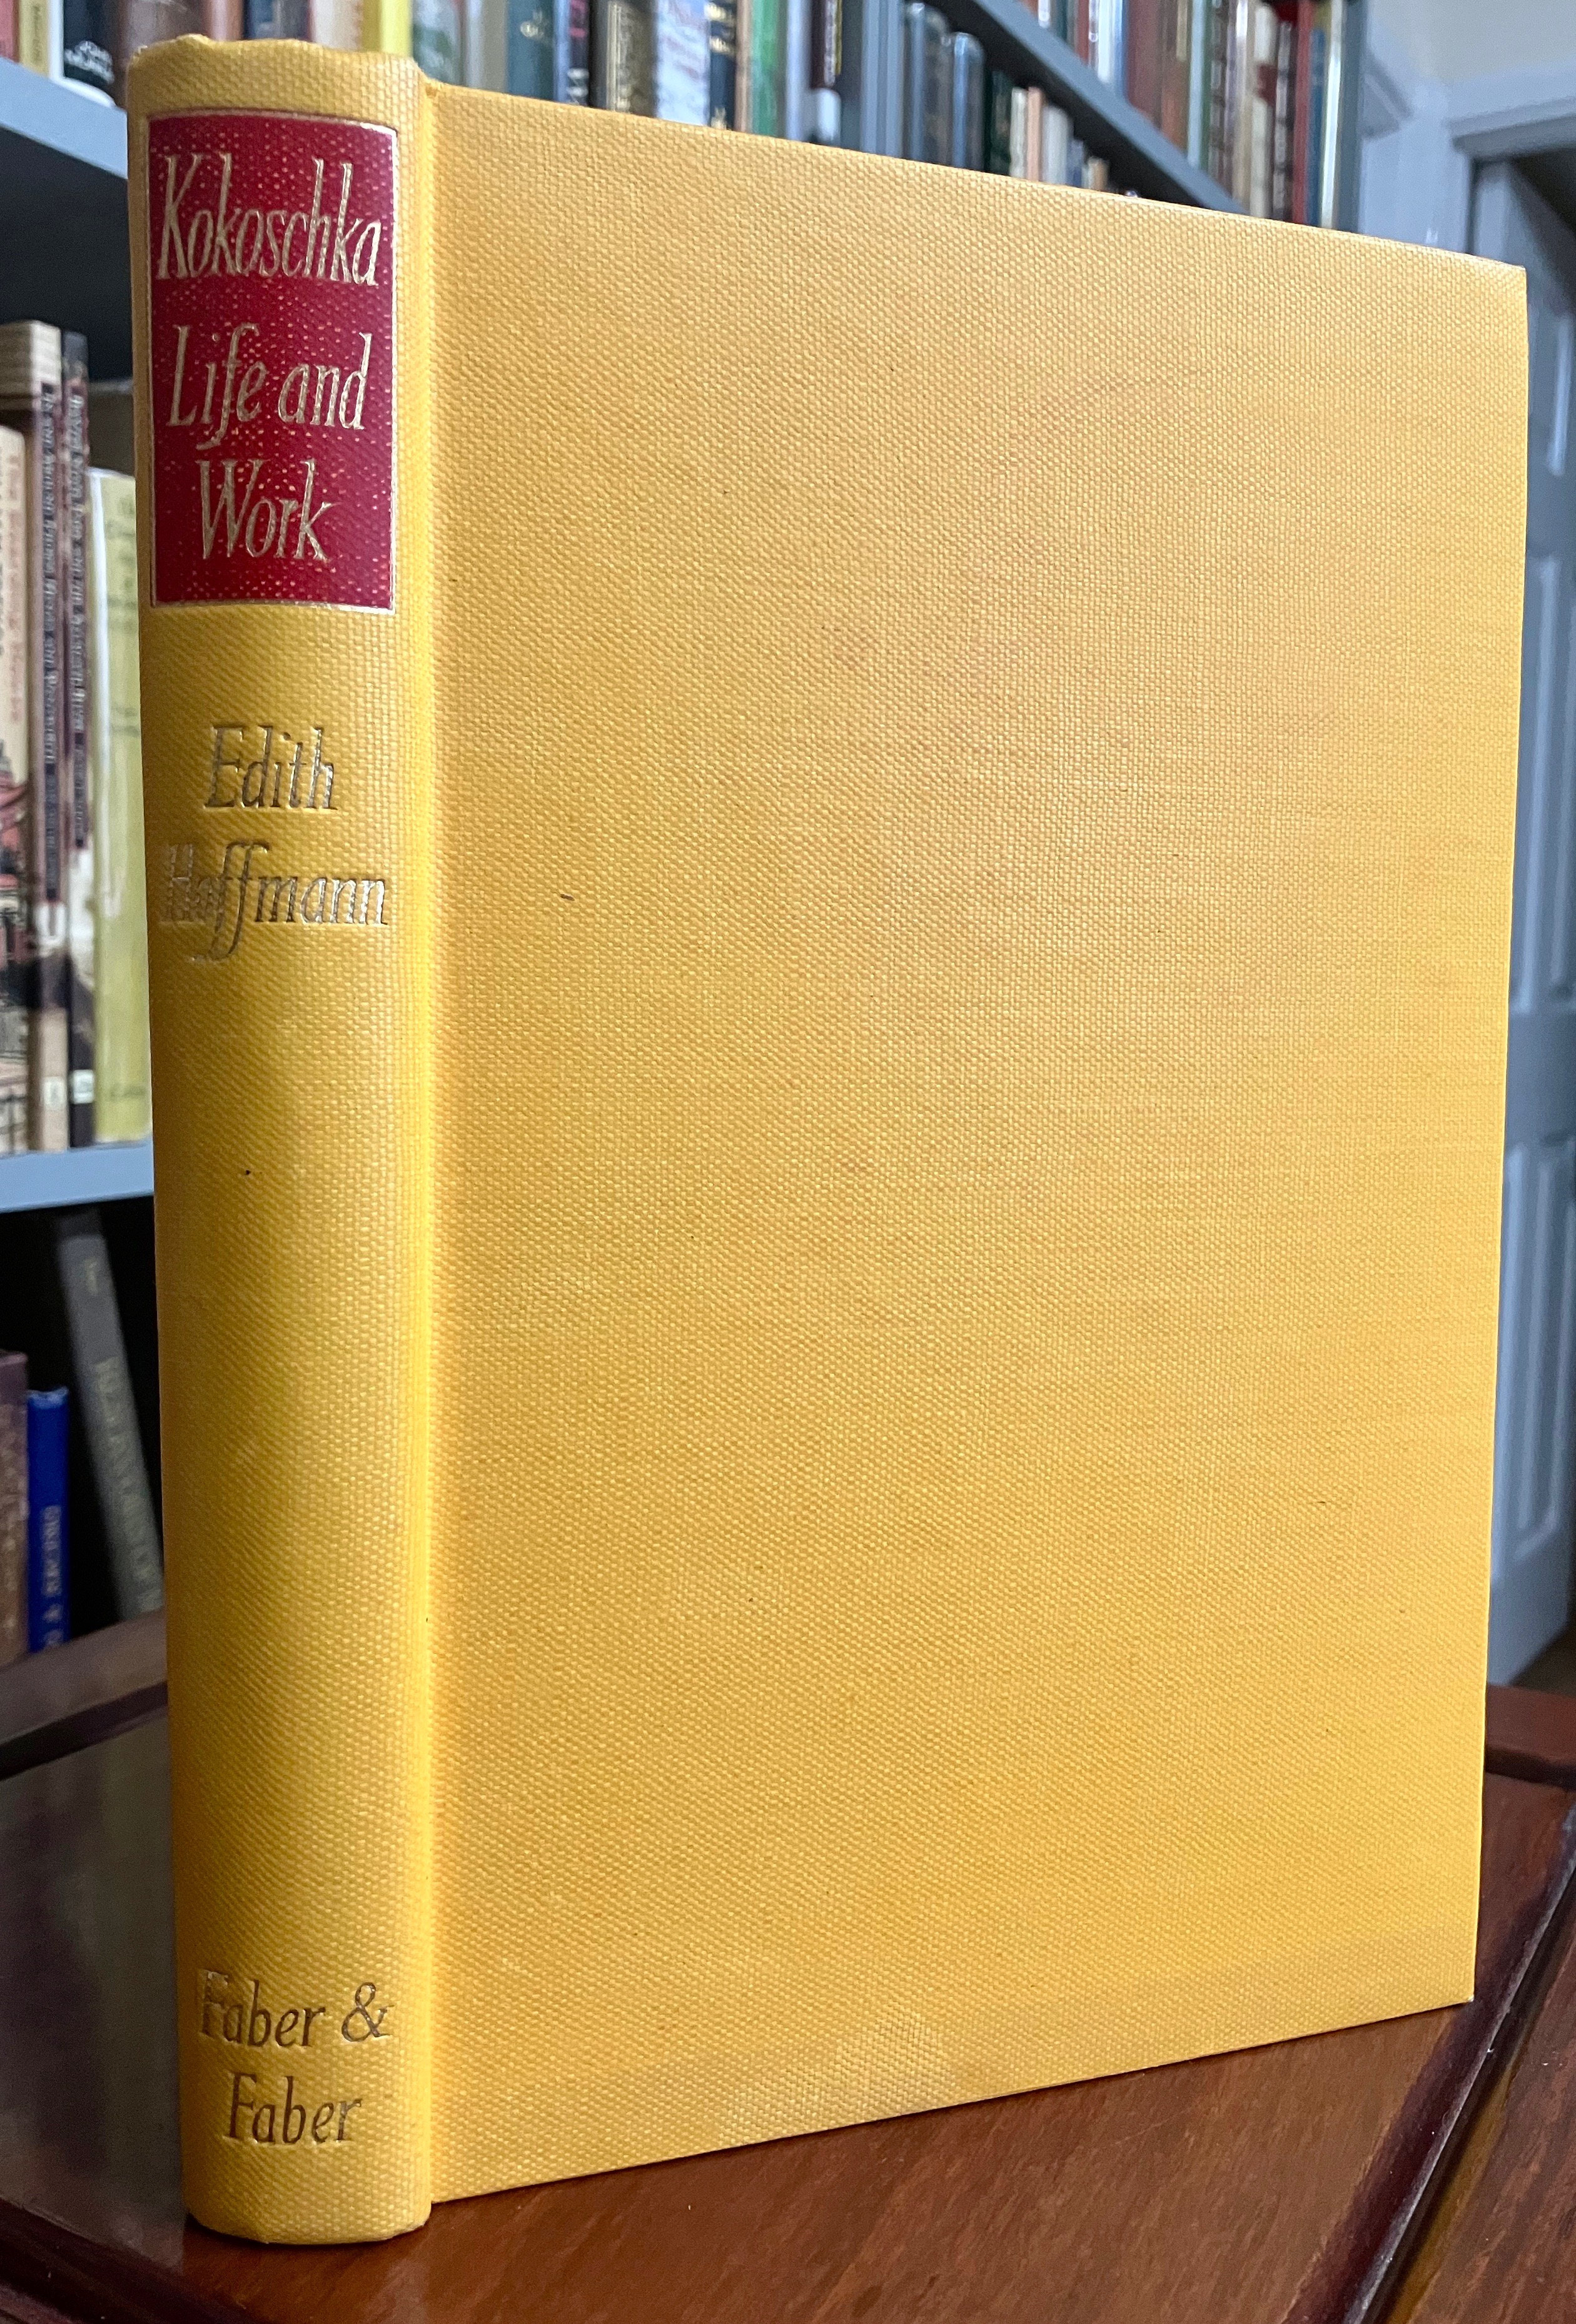 Kokoschka
Life and
Work
Edith
Hoffmann
Faber &
Faber